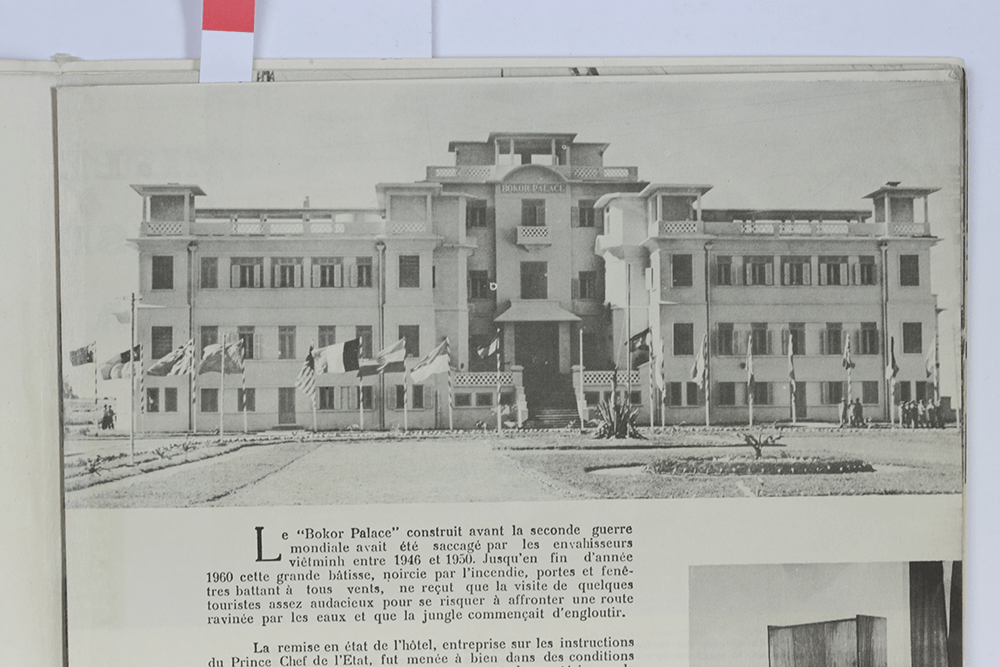 BOKOR PALACE
Le “Bokor Palace” construit avant la seconde guerre
mondiale avait été saccagé par les envahisseurs
viêtminh entre 1946 et 1950. Jusqu'en fin d'année
1960 cette grande bâtisse, noircie par l'incendie, portes et fenê-
tres battant à tous vents, ne reçut que la visite de quelques
touristes assez audacieux pour se risquer à affronter une route
ravinée par les eaux et que la jungle commençait d'engloutir.
La remise en état de l'hôtel, entreprise sur les instructions
du Prince Chef de l'Etat, fut menée à bien dans des conditions